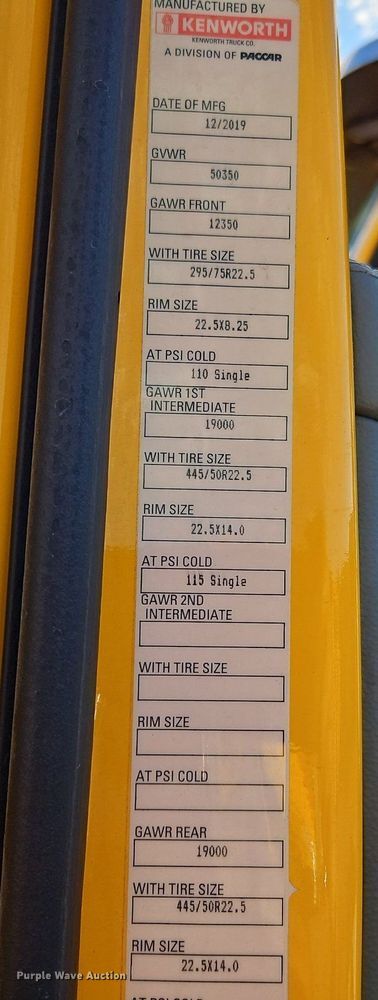 MANUFACTURED BY
KENWORTH
KENWORTH TRUCK CO.
A DIVISION OF PACCAR
DATE OF MFG
12/2019
GVWR
50350
GAWR FRONT
12350
WITH TIRE SIZE
295/75R22.5
RIM SIZE
22.5X8.25
AT PSI COLD
110 Single
GAWR 1ST
INTERMEDIATE
19000
WITH TIRE SIZE
445/50R22.5
RIM SIZE
22.5X14.0
AT PSI COLD
115 Single
GAWR 2ND
INTERMEDIATE
WITH TIRE SIZE
RIM SIZE
AT PSI COLD
GAWR REAR
19000
WITH TIRE SIZE
445/50R22.5
RIM SIZE
22.5X14.0
AT PSI COLD
Purple Wave Auction